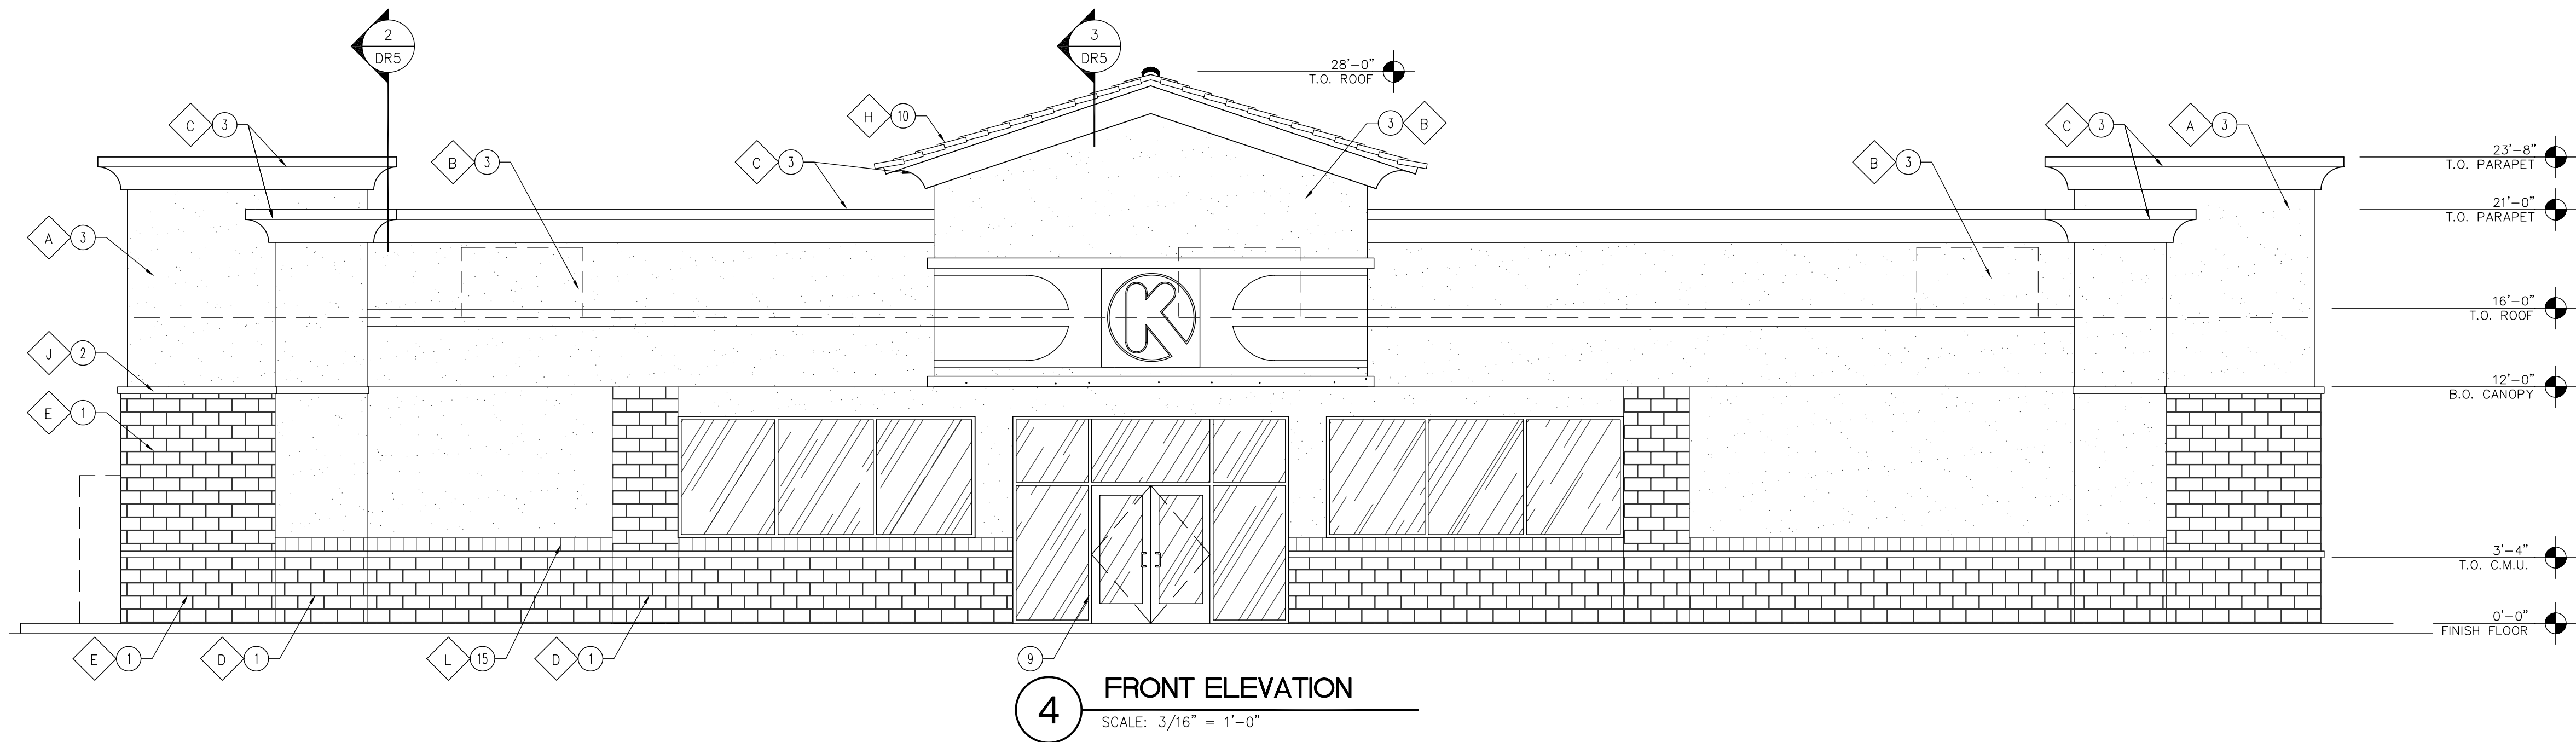 2
DR5
3
DR5
28'-0"
T.O. ROOF
H 10
C 3
3 B
C 3
A 3
B 3
C 3
B 3
23'-8"
T.O. PARAPET
21'-0"
T.O. PARAPET
A 3
K
16'-0"
T.O. ROOF
J 2
12'-0"
B.O. CANOPY
E 1
3'-4"
T.O. C.M.U.
0'-0"
FINISH FLOOR
E 1
D 1
L 15
D 1
9
4
FRONT ELEVATION
SCALE: 3/16" = 1'-0"